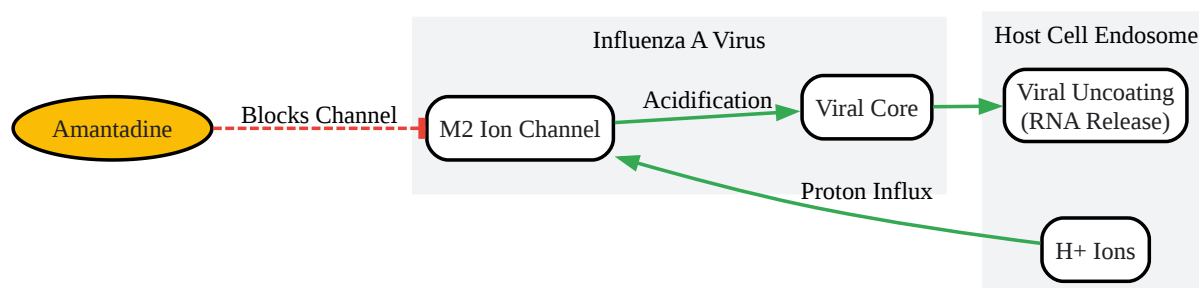 Influenza A Virus
Host Cell Endosome
Amantadine
Blocks Channel
M2 Ion Channel
Acidification
Viral Core
Viral Uncoating
(RNA Release)
Proton Influx
H+ Ions